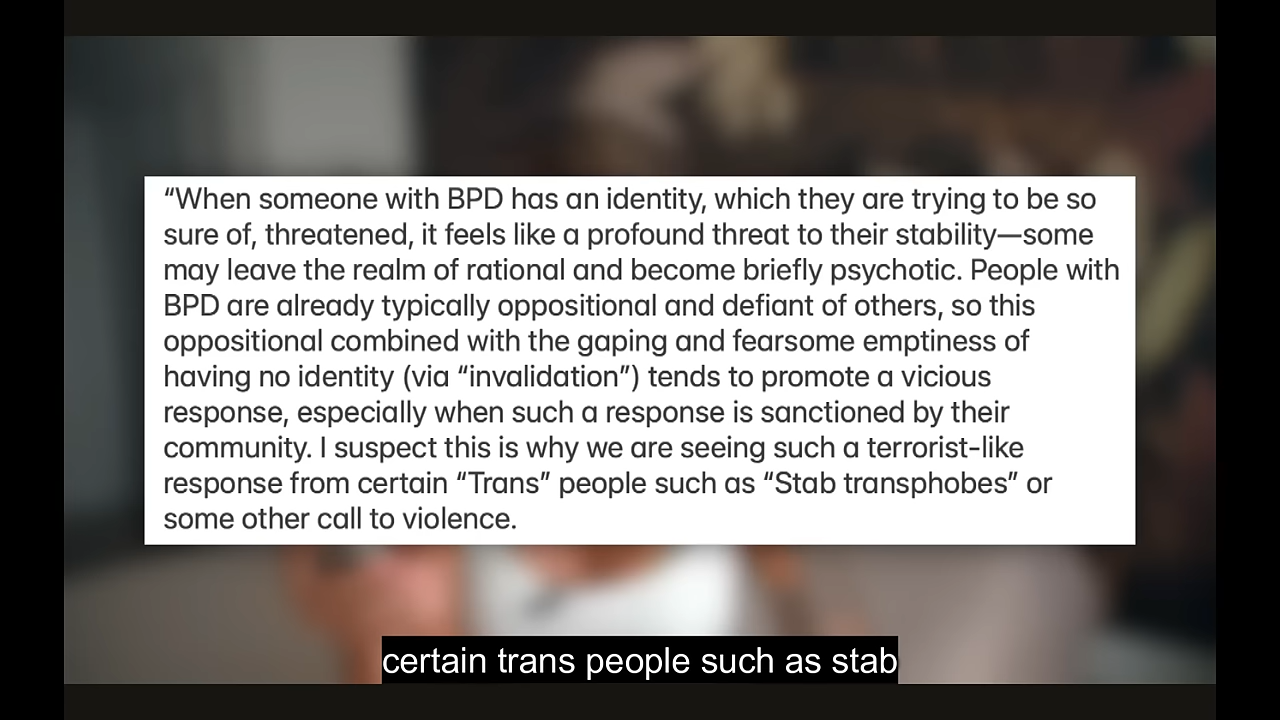 “When someone with BPD has an identity, which they are trying to be so
sure of, threatened, it feels like a profound threat to their stability—some
may leave the realm of rational and become briefly psychotic. People with
BPD are already typically oppositional and defiant of others, so this
oppositional combined with the gaping and fearsome emptiness of
having no identity (via “invalidation”) tends to promote a vicious
response, especially when such a response is sanctioned by their
community. I suspect this is why we are seeing such a terrorist-like
response from certain “Trans” people such as “Stab transphobes” or
some other call to violence.
certain trans people such as stab